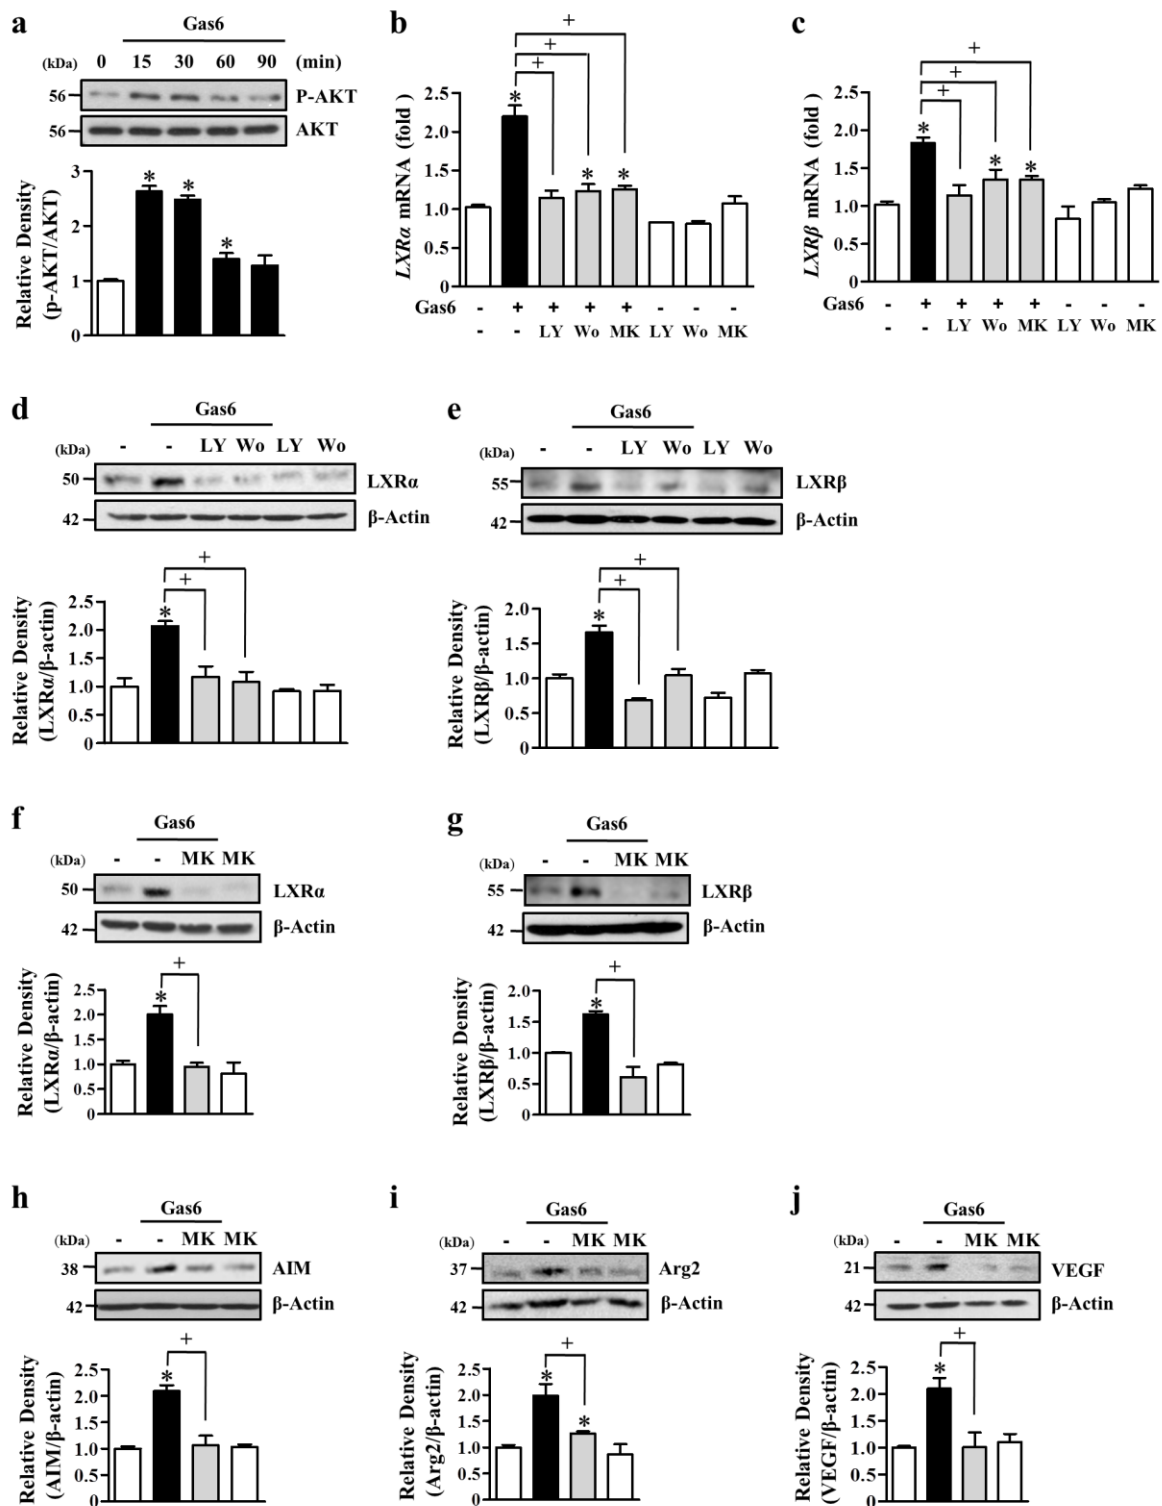 a
Gas6
(kDa) 0 15 30 60 90 (min)
56 P-AKT
56 AKT
Relative Density
(p-AKT/AKT)
3
2
1
0
* * *
b
+
+
+
LXRα mRNA (fold )
2.5
2.0
1.5
1.0
0.5
0
* * *
Gas6 - + + + + - - -
- - LY Wo MK LY Wo MK
c
+
+
+
LXRβ mRNA (fold )
2.5
2.0
1.5
1.0
0.5
0
* * *
Gas6 - + + + + - - -
- - LY Wo MK LY Wo MK
d
Gas6
(kDa) - - LY Wo LY Wo
50 LXRα
42 β-Actin
+
+
Relative Density
(LXRα/β-actin)
2.5
2.0
1.5
1.0
0.5
0
*
e
Gas6
(kDa) - - LY Wo LY Wo
55 LXRβ
42 β-Actin
+
+
Relative Density
(LXRβ/β-actin)
2.0
1.5
1.0
0.5
0
*
f
Gas6
(kDa) - - MK MK
50 LXRα
42 β-Actin
+
Relative Density
(LXRα/β-actin)
2.5
2.0
1.5
1.0
0.5
0
*
g
Gas6
(kDa) - - MK MK
55 LXRβ
42 β-Actin
+
Relative Density
(LXRβ/β-actin)
2.0
1.5
1.0
0.5
0
*
h
Gas6
(kDa) - - MK MK
38 AIM
42 β-Actin
+
Relative Density
(AIM/β-actin)
2.5
2.0
1.5
1.0
0.5
0
*
i
Gas6
(kDa) - - MK MK
37 Arg2
42 β-Actin
+
Relative Density
(Arg2/β-actin)
2.5
2.0
1.5
1.0
0.5
0
* *
j
Gas6
(kDa) - - MK MK
21 VEGF
42 β-Actin
+
Relative Density
(VEGF/β-actin)
2.5
2.0
1.5
1.0
0.5
0
*